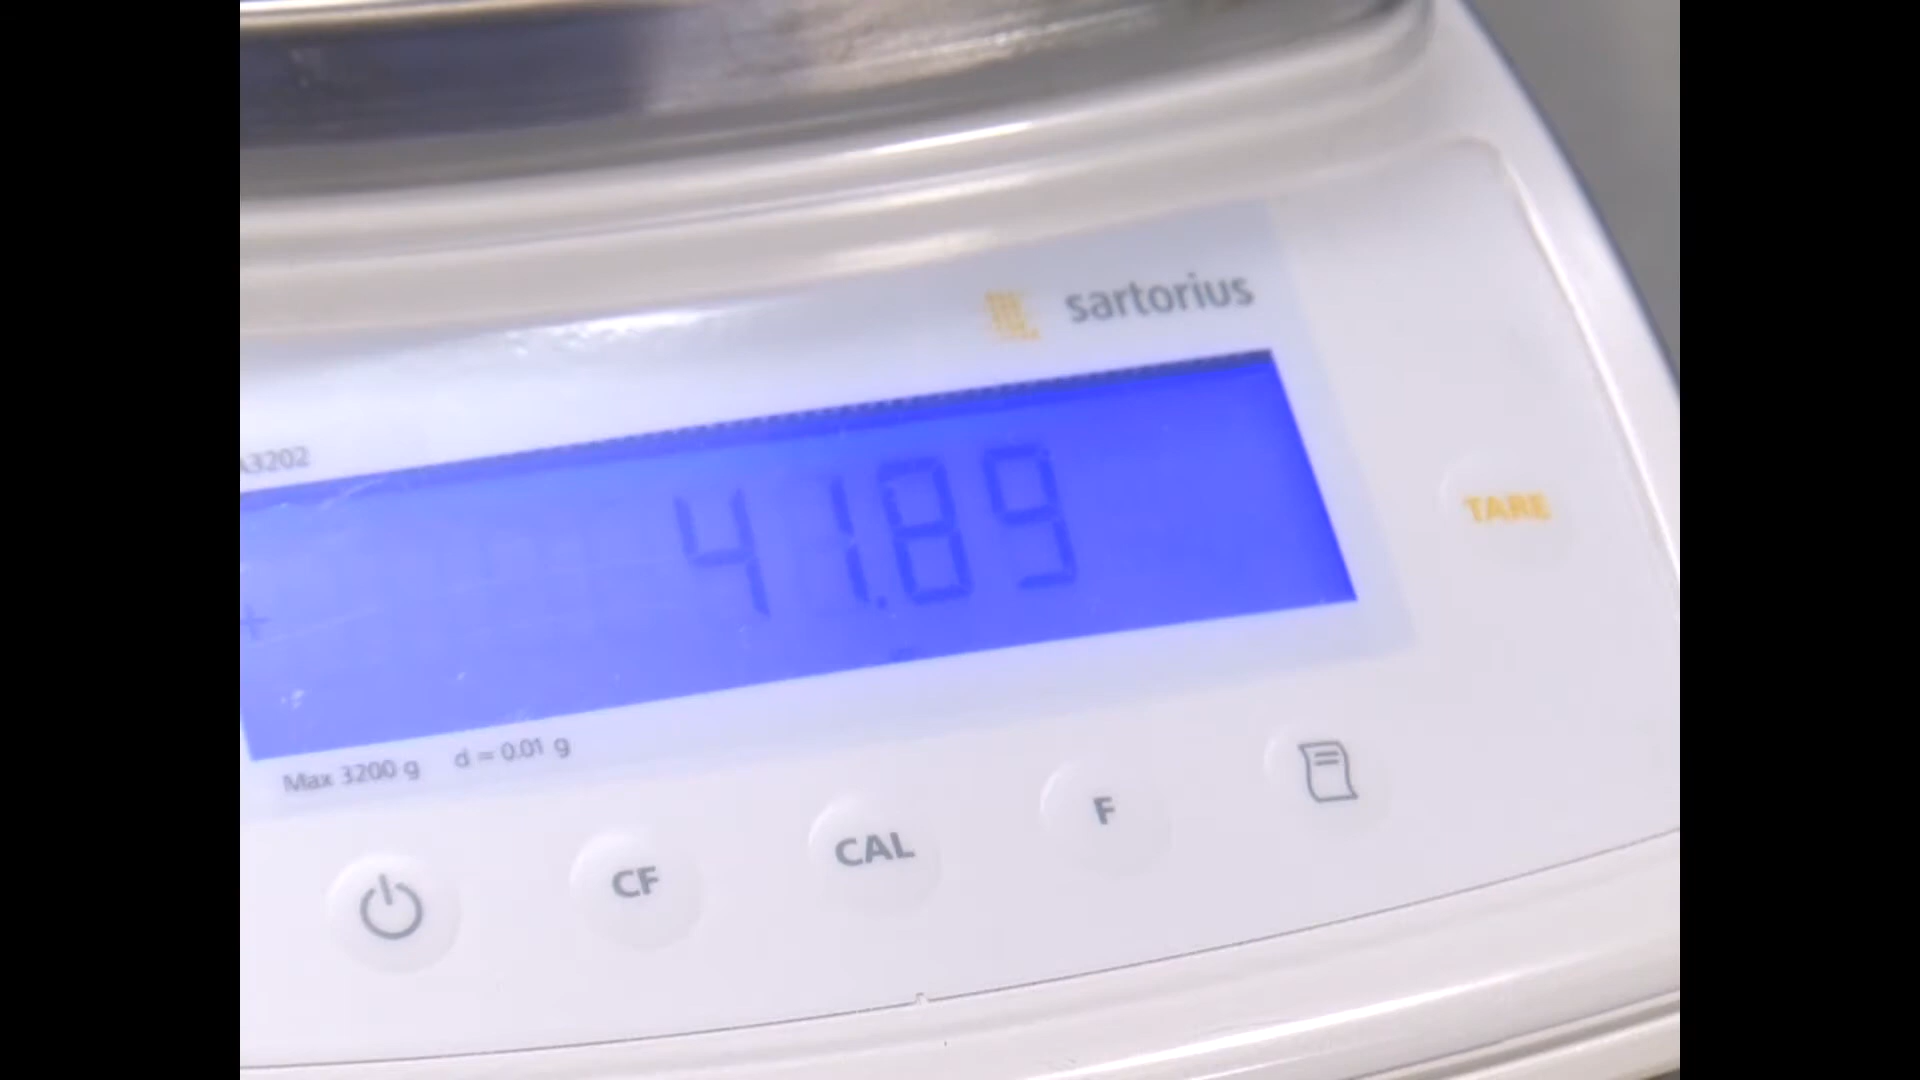 sartorius
A3202
+ 41.89
TARE
Max 3200 g d = 0.01 g
CF
CAL
F